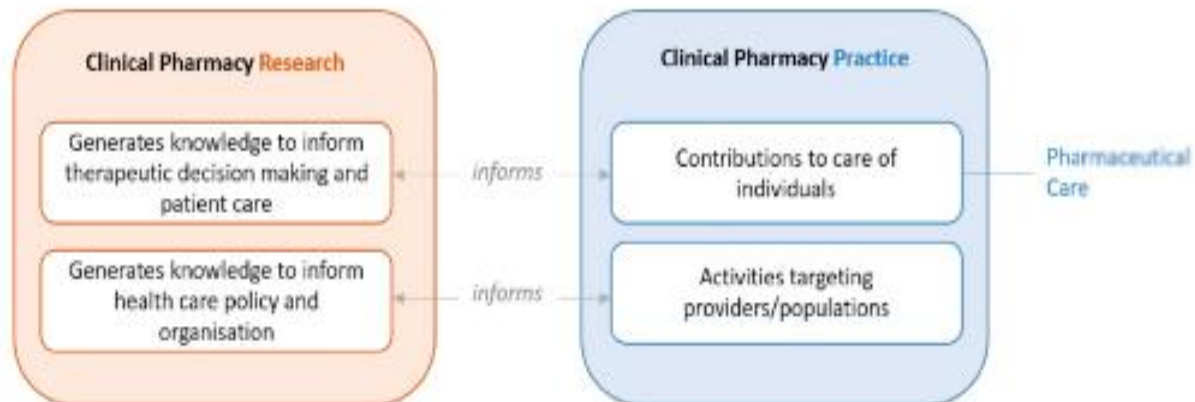 Clinical Pharmacy Research
Generates knowledge to inform
therapeutic decision making and
patient care
Generates knowledge to inform
health care policy and
organisation
informs
informs
Clinical Pharmacy Practice
Contributions to care of
individuals
Activities targeting
providers/populations
Pharmaceutical
Care